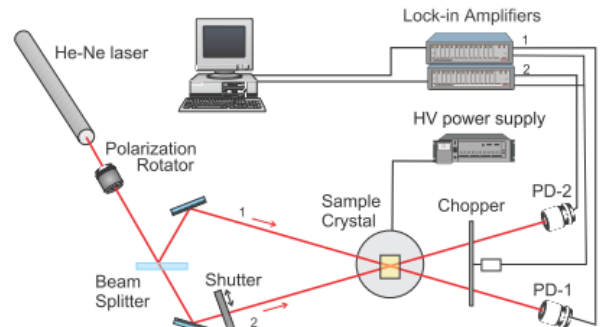 Lock-in Amplifiers
1
2
He-Ne laser
HV power supply
Polarization
Rotator
PD-2
Sample
Crystal
Chopper
1
Beam
Splitter
Shutter
PD-1
2